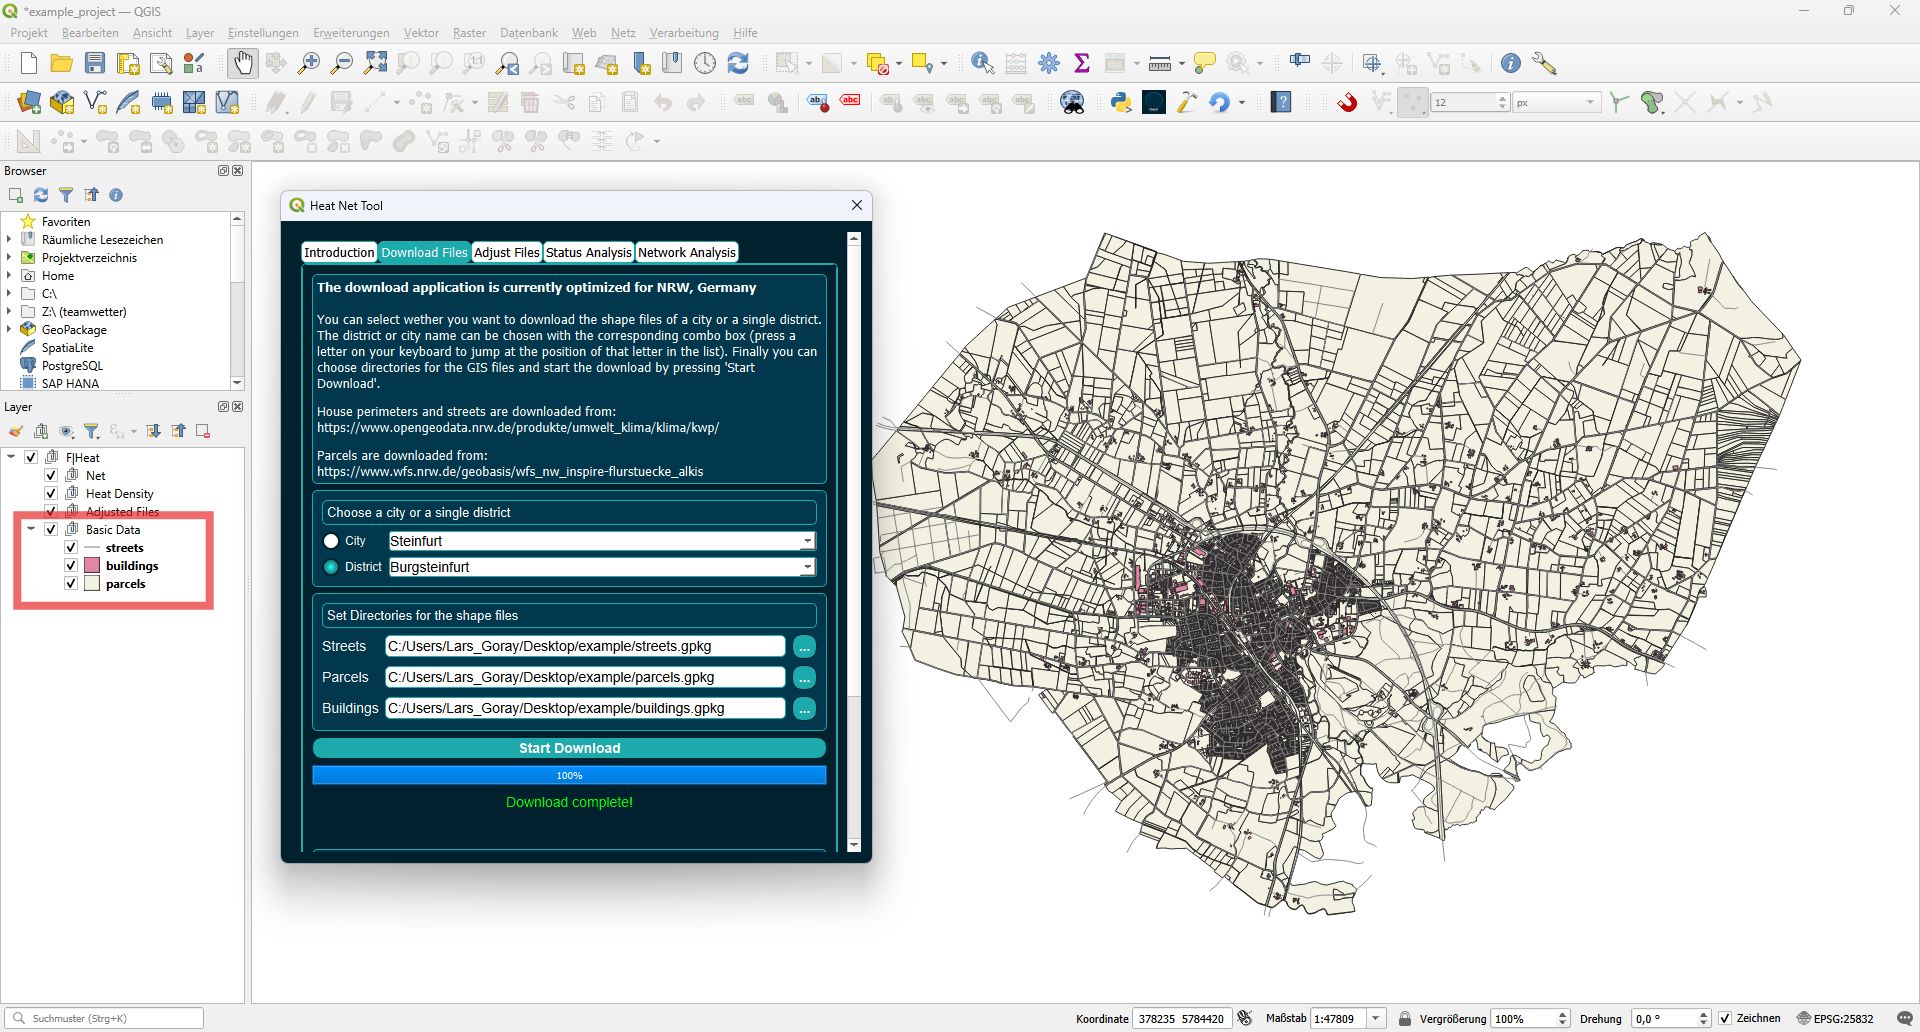 *example_project — QGIS
Projekt Bearbeiten Ansicht Layer Einstellungen Erweiterungen Vektor Raster Datenbank Web Netz Verarbeitung Hilfe
12
px
Browser
Favoriten
Räumliche Lesezeichen
Projektverzeichnis
Home
C:\
Z:\ (teamwetter)
GeoPackage
SpatiaLite
PostgreSQL
SAP HANA
Layer
F|Heat
Net
Heat Density
Adjusted Files
Basic Data
streets
buildings
parcels
Heat Net Tool
Introduction Download Files Adjust Files Status Analysis Network Analysis
The download application is currently optimized for NRW, Germany
You can select wether you want to download the shape files of a city or a single district.
The district or city name can be chosen with the corresponding combo box (press a
letter on your keyboard to jump at the position of that letter in the list). Finally you can
choose directories for the GIS files and start the download by pressing 'Start
Download'.
House perimeters and streets are downloaded from:
https://www.opengeodata.nrw.de/produkte/umwelt_klima/klima/kwp/
Parcels are downloaded from:
https://www.wfs.nrw.de/geobasis/wfs_nw_inspire-flurstuecke_alkis
Choose a city or a single district
City Steinfurt
District Burgsteinfurt
Set Directories for the shape files
Streets C:/Users/Lars_Goray/Desktop/example/streets.gpkg ...
Parcels C:/Users/Lars_Goray/Desktop/example/parcels.gpkg ...
Buildings C:/Users/Lars_Goray/Desktop/example/buildings.gpkg ...
Start Download
100%
Download complete!
Suchmuster (Strg+K)
Koordinate 378235 5784420 Maßstab 1:47809 Vergrößerung 100% Drehung 0,0 ° Zeichnen EPSG:25832